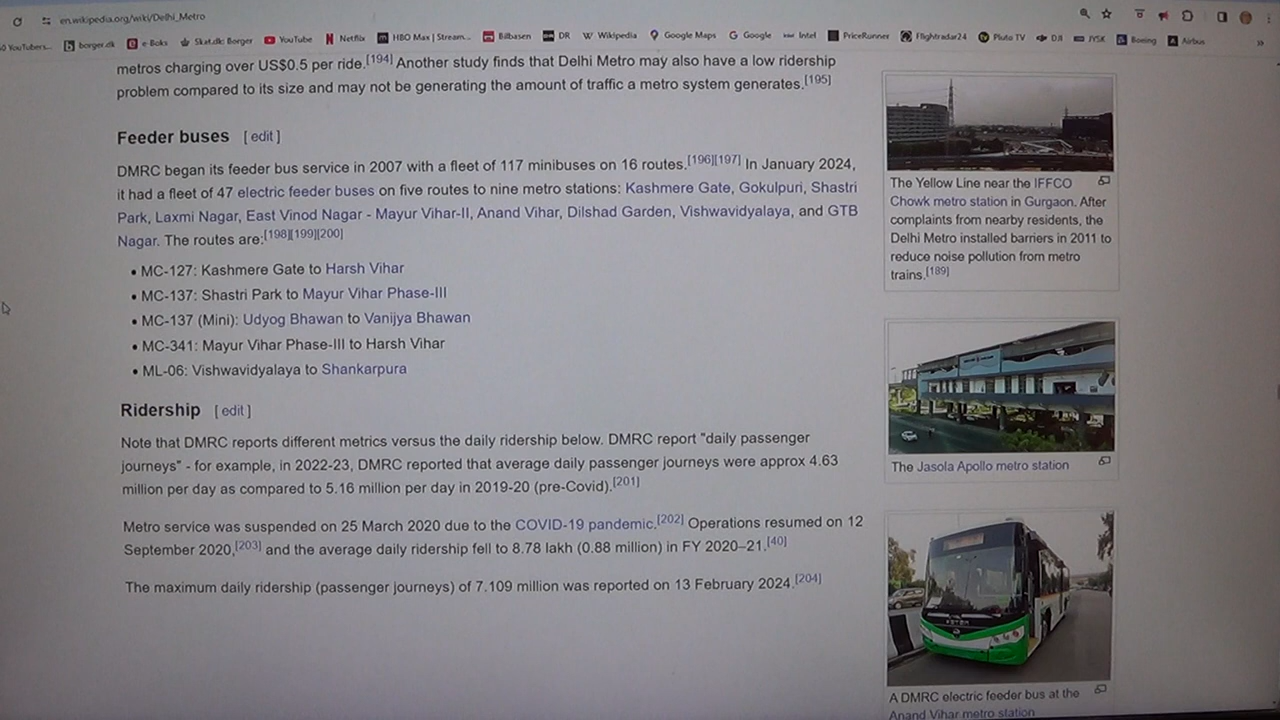 en.wikipedia.org/wiki/Delhi_Metro
YouTubers... borger.dk e-Boks Skat.dk: Borger YouTube Netflix HBO Max | Stream... Bilbasen DR Wikipedia Google Maps Google Intel PriceRunner Flightradar24 Pluto TV DJI JYSK Boeing Airbus »
metros charging over US$0.5 per ride.[194] Another study finds that Delhi Metro may also have a low ridership
problem compared to its size and may not be generating the amount of traffic a metro system generates.[195]
Feeder buses [ edit ]
DMRC began its feeder bus service in 2007 with a fleet of 117 minibuses on 16 routes.[196][197] In January 2024,
it had a fleet of 47 electric feeder buses on five routes to nine metro stations: Kashmere Gate, Gokulpuri, Shastri
Park, Laxmi Nagar, East Vinod Nagar - Mayur Vihar-II, Anand Vihar, Dilshad Garden, Vishwavidyalaya, and GTB
Nagar. The routes are:[198][199][200]
• MC-127: Kashmere Gate to Harsh Vihar
• MC-137: Shastri Park to Mayur Vihar Phase-III
• MC-137 (Mini): Udyog Bhawan to Vanijya Bhawan
• MC-341: Mayur Vihar Phase-III to Harsh Vihar
• ML-06: Vishwavidyalaya to Shankarpura
Ridership [ edit ]
Note that DMRC reports different metrics versus the daily ridership below. DMRC report "daily passenger
journeys" - for example, in 2022-23, DMRC reported that average daily passenger journeys were approx 4.63
million per day as compared to 5.16 million per day in 2019-20 (pre-Covid).[201]
Metro service was suspended on 25 March 2020 due to the COVID-19 pandemic.[202] Operations resumed on 12
September 2020,[203] and the average daily ridership fell to 8.78 lakh (0.88 million) in FY 2020–21.[40]
The maximum daily ridership (passenger journeys) of 7.109 million was reported on 13 February 2024.[204]
The Yellow Line near the IFFCO
Chowk metro station in Gurgaon. After
complaints from nearby residents, the
Delhi Metro installed barriers in 2011 to
reduce noise pollution from metro
trains.[189]
The Jasola Apollo metro station
A DMRC electric feeder bus at the
Anand Vihar metro station